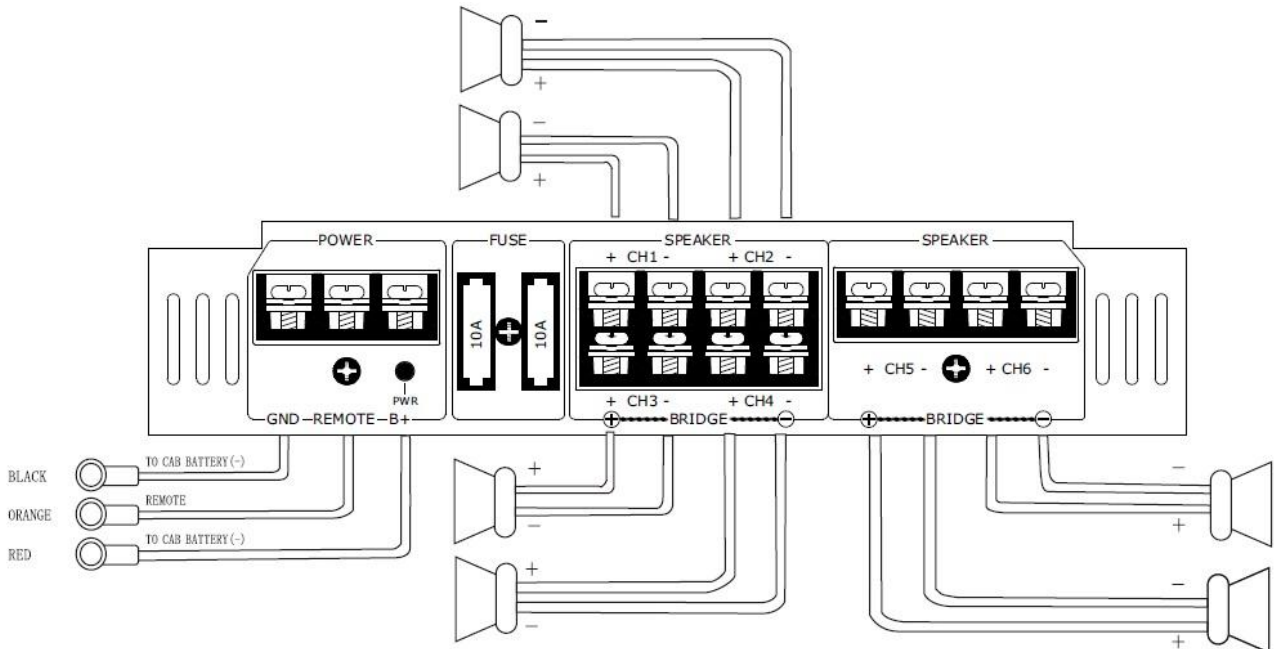 -
+
-
+
POWER
FUSE
SPEAKER
SPEAKER
+ CH1 - + CH2 -
10A
10A
PWR
+ CH5 - + CH6 -
+ CH3 - + CH4 -
GND REMOTE B+
+ BRIDGE -
+ BRIDGE -
BLACK
TO CAB BATTERY(-)
ORANGE
REMOTE
RED
TO CAB BATTERY(-)
+
-
+
-
-
+
-
+